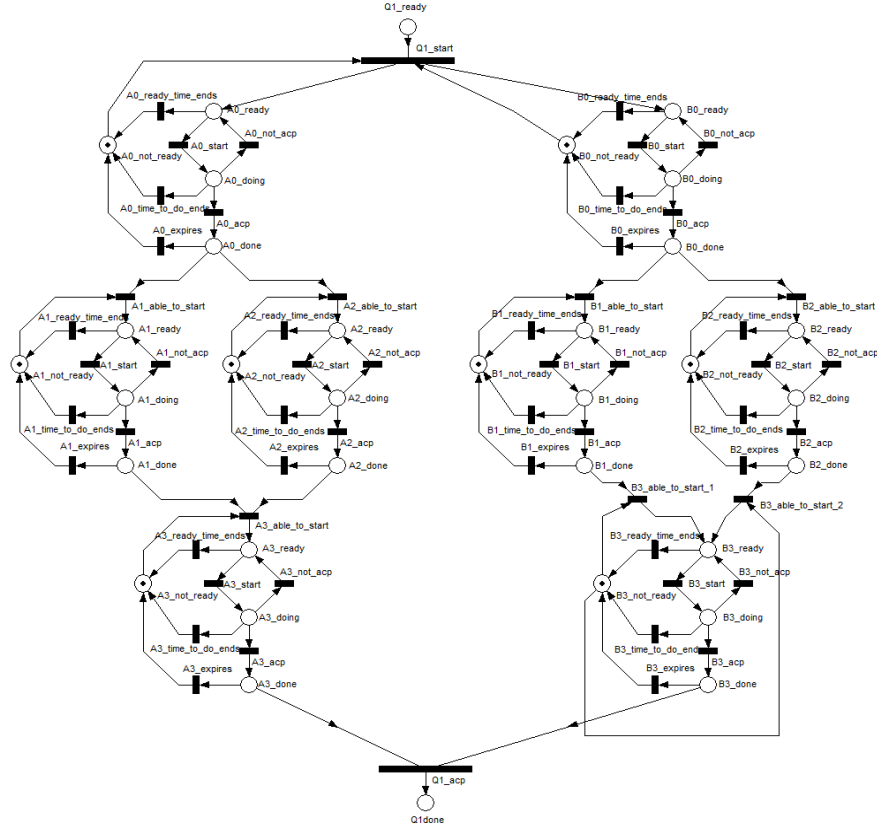 Q1_ready
Q1_start
A0_ready_time_ends
A0_ready
B0_ready_time_ends
B0_ready
A0_not_acp
B0_not_acp
A0_start
B0_start
A0_not_ready
B0_not_ready
A0_doing
B0_doing
A0_time_to_do_ends
B0_time_to_do_ends
A0_acp
B0_acp
A0_expires
B0_expires
A0_done
B0_done
A1_able_to_start
A2_able_to_start
B1_able_to_start
B2_able_to_start
A1_ready_time_ends
A1_ready
A2_ready_time_ends
A2_ready
B1_ready_time_ends
B1_ready
B2_ready_time_ends
B2_ready
A1_not_acp
A2_not_acp
B1_not_acp
B2_not_acp
A1_start
A2_start
B1_start
B2_start
A1_not_ready
A2_not_ready
B1_not_ready
B2_not_ready
A1_doing
A2_doing
B1_doing
B2_doing
A1_time_to_do_ends
A2_time_to_do_ends
B1_time_to_do_ends
B2_time_to_do_ends
A1_acp
A2_acp
B1_acp
B2_acp
A1_expires
A2_expires
B1_expires
B2_expires
A1_done
A2_done
B1_done
B2_done
B3_able_to_start_1
B3_able_to_start_2
A3_able_to_start
A3_ready_time_ends
A3_ready
B3_ready_time_ends
B3_ready
A3_not_acp
B3_not_acp
A3_start
B3_start
A3_not_ready
B3_not_ready
A3_doing
B3_doing
A3_time_to_do_ends
B3_time_to_do_ends
A3_acp
B3_acp
A3_expires
B3_expires
A3_done
B3_done
Q1_acp
Q1done